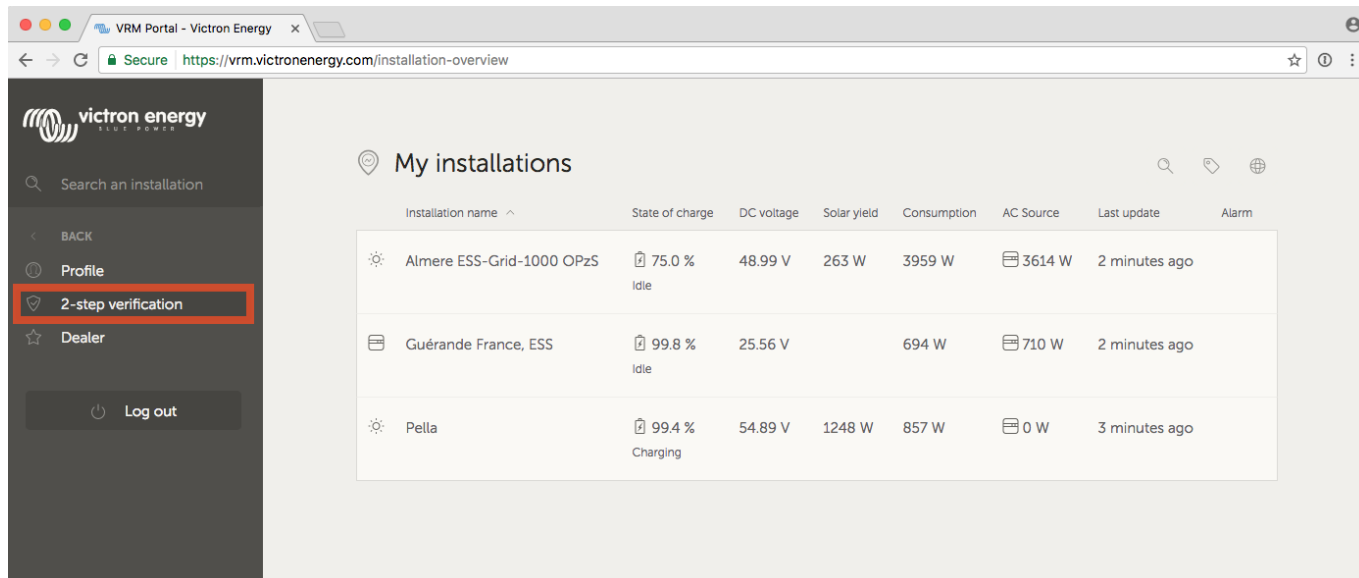 VRM Portal - Victron Energy
Secure https://vrm.victronenergy.com/installation-overview
victron energy
BLUE POWER
Search an installation
BACK
Profile
2-step verification
Dealer
Log out
My installations
Installation name State of charge DC voltage Solar yield Consumption AC Source Last update Alarm
Almere ESS-Grid-1000 OPzS 75.0 % 48.99 V 263 W 3959 W 3614 W 2 minutes ago
Idle
Guérande France, ESS 99.8 % 25.56 V 694 W 710 W 2 minutes ago
Idle
Pella 99.4 % 54.89 V 1248 W 857 W 0 W 3 minutes ago
Charging